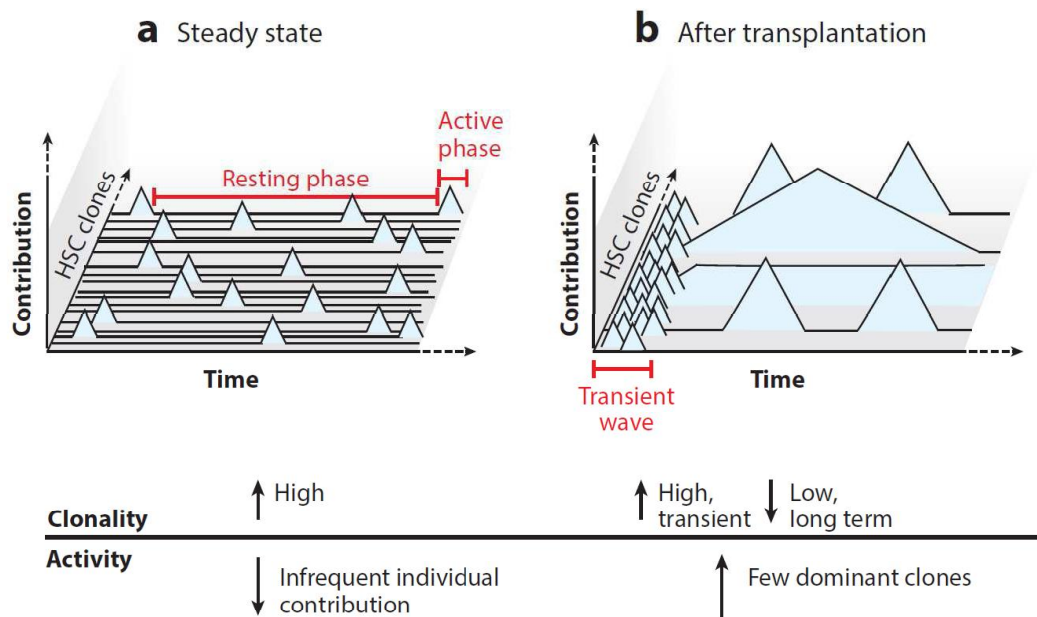 a Steady state
Active
phase
Resting phase
HSC clones
Contribution
Time
b After transplantation
HSC clones
Contribution
Time
Transient
wave
Clonality
High
High,
transient
Low,
long term
Activity
Infrequent individual
contribution
Few dominant clones